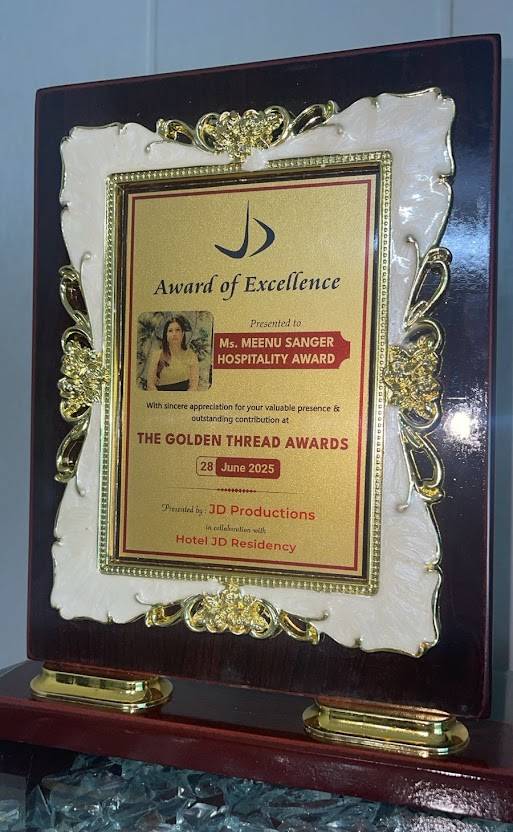 JD
Award of Excellence
Presented to
Ms. MEENU SANGER
HOSPITALITY AWARD
With sincere appreciation for your valuable presence &
outstanding contribution at
THE GOLDEN THREAD AWARDS
28 June 2025
Presented by : JD Productions
in collaboration with
Hotel JD Residency